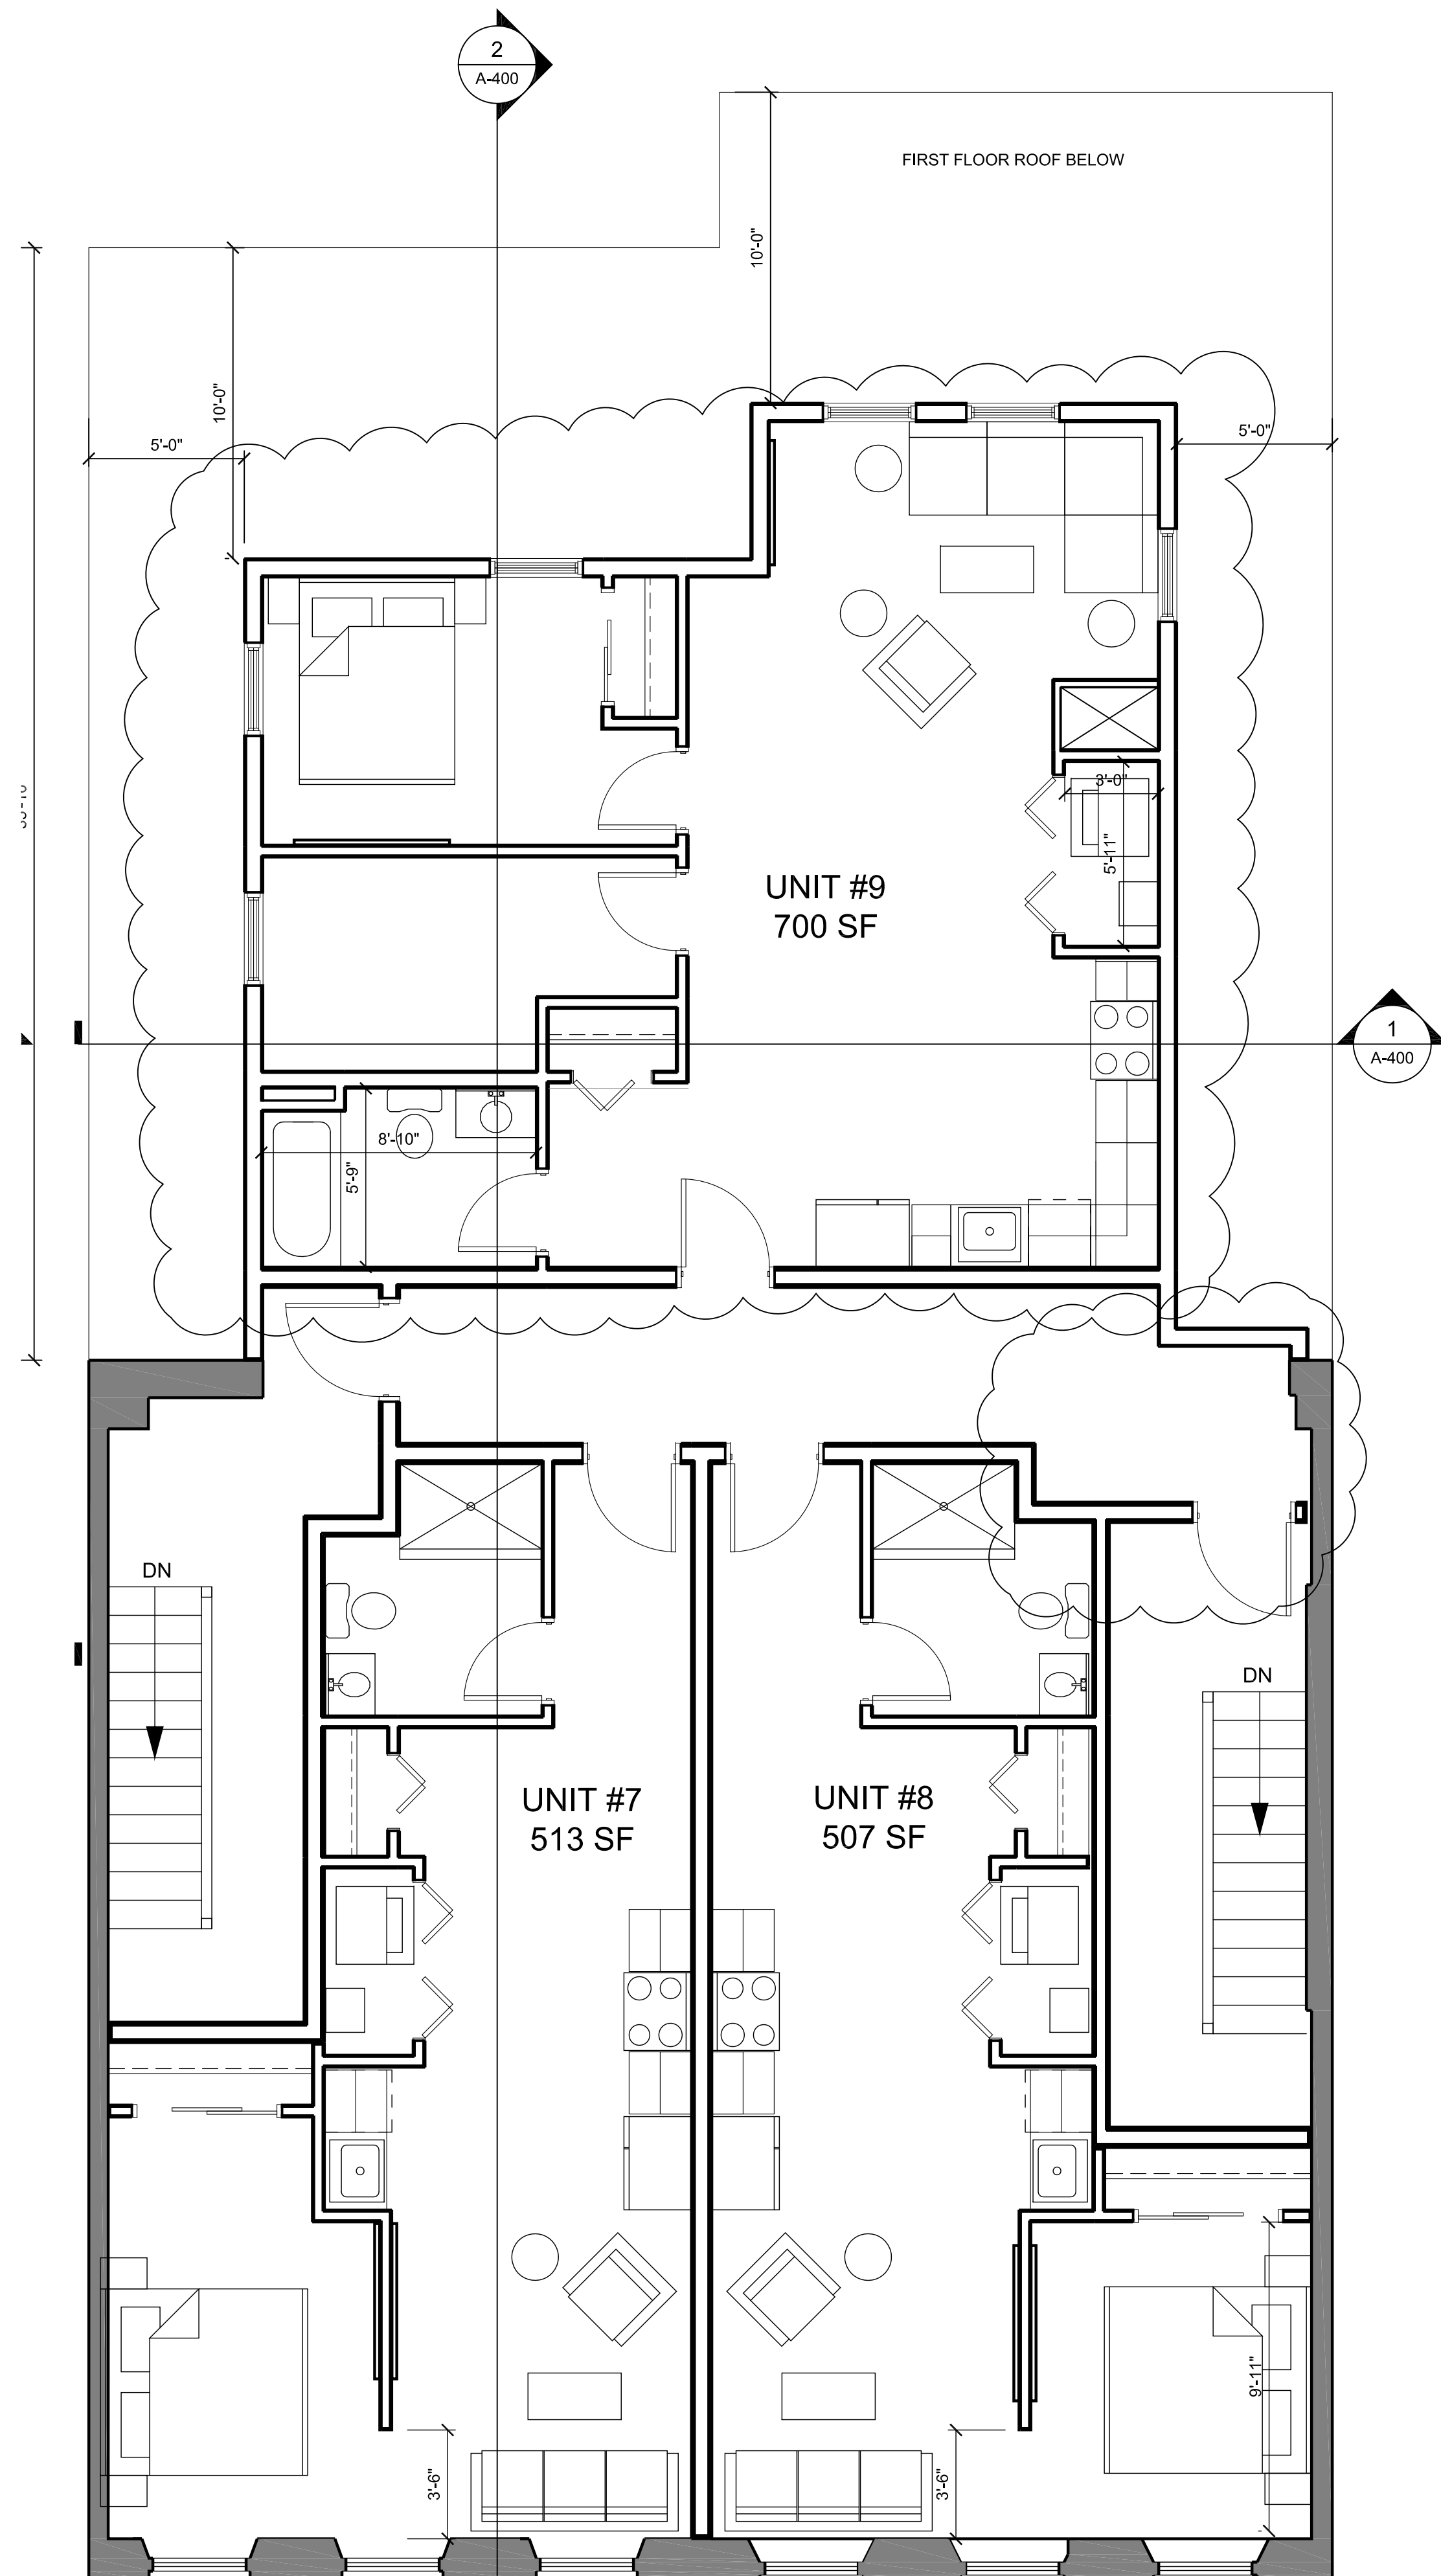 2
A-400
FIRST FLOOR ROOF BELOW
10'-0"
10'-0"
5'-0"
5'-0"
3'-0"
5'-11"
UNIT #9
700 SF
1
A-400
8'-10"
5'-9"
DN
DN
UNIT #7
513 SF
UNIT #8
507 SF
9'-11"
3'-6"
3'-6"